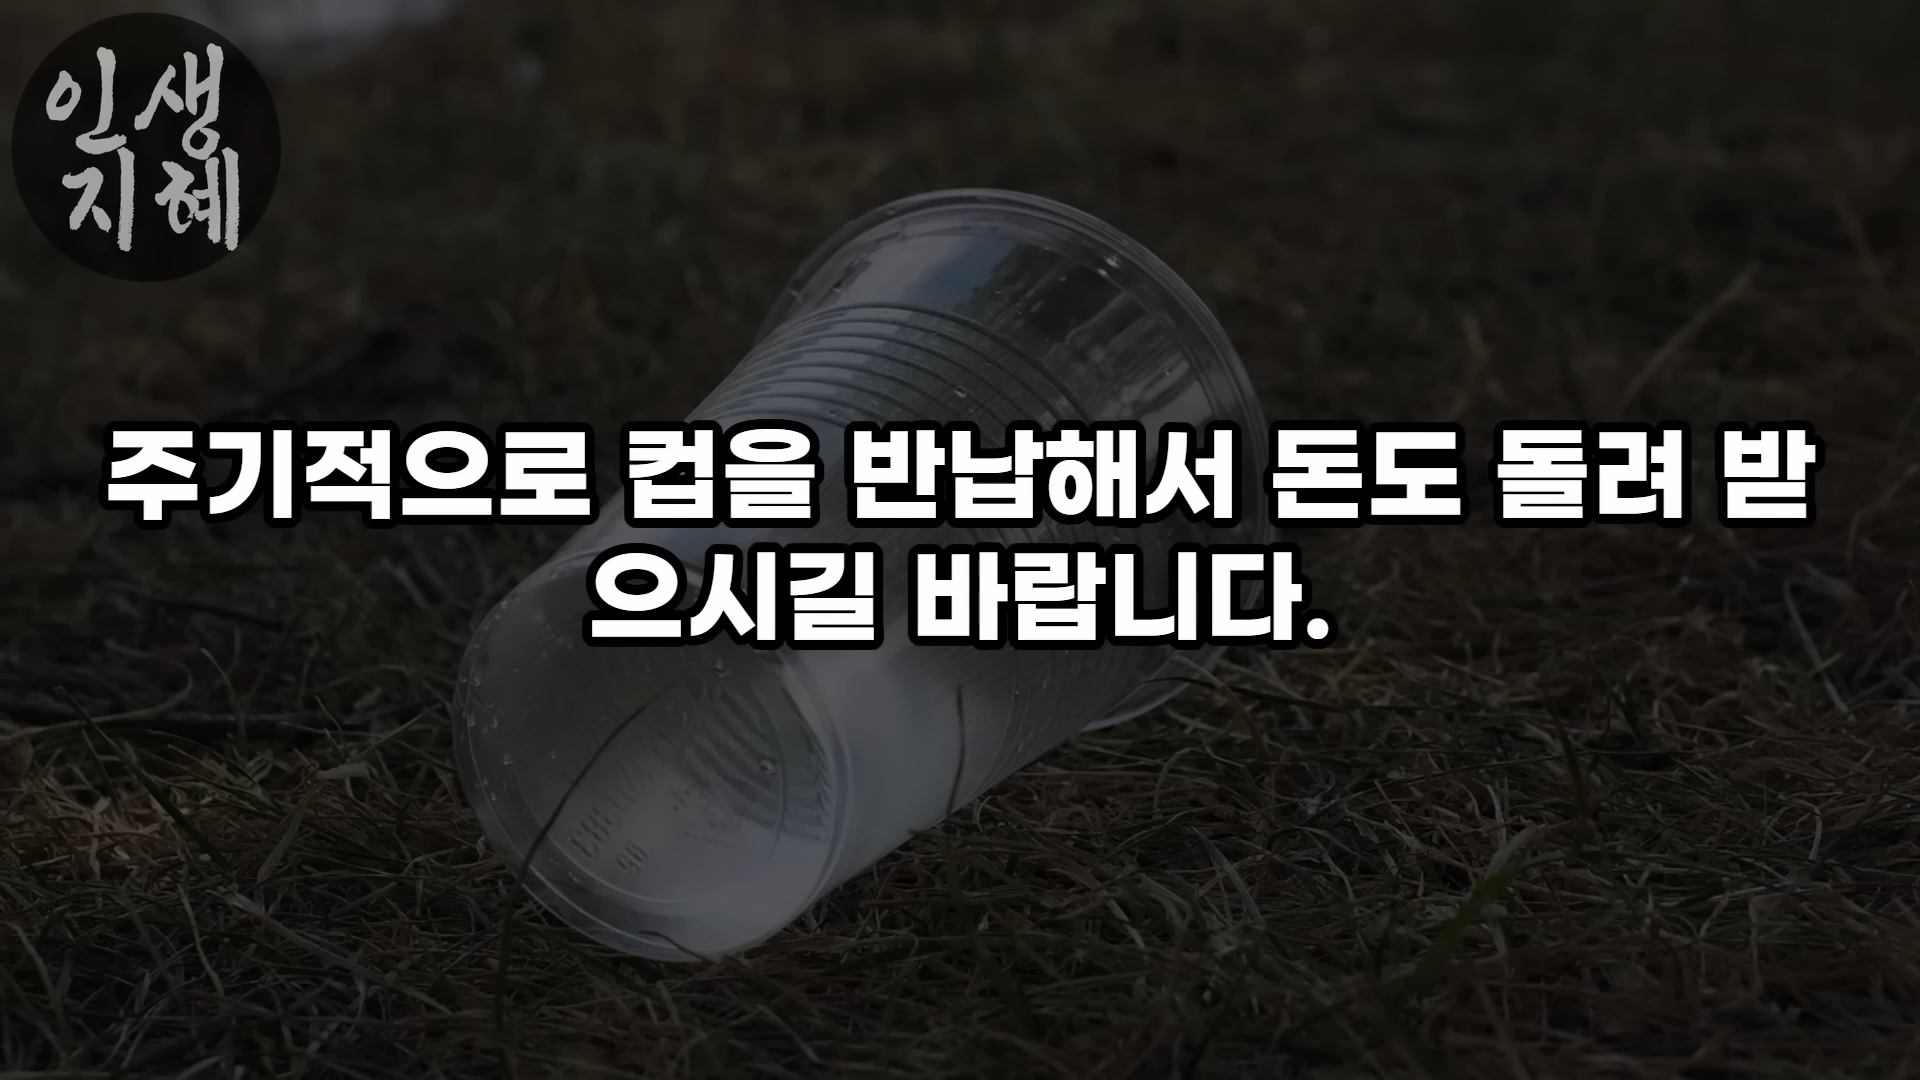 인생
지혜
주기적으로 컵을 반납해서 돈도 돌려 받
으시길 바랍니다.